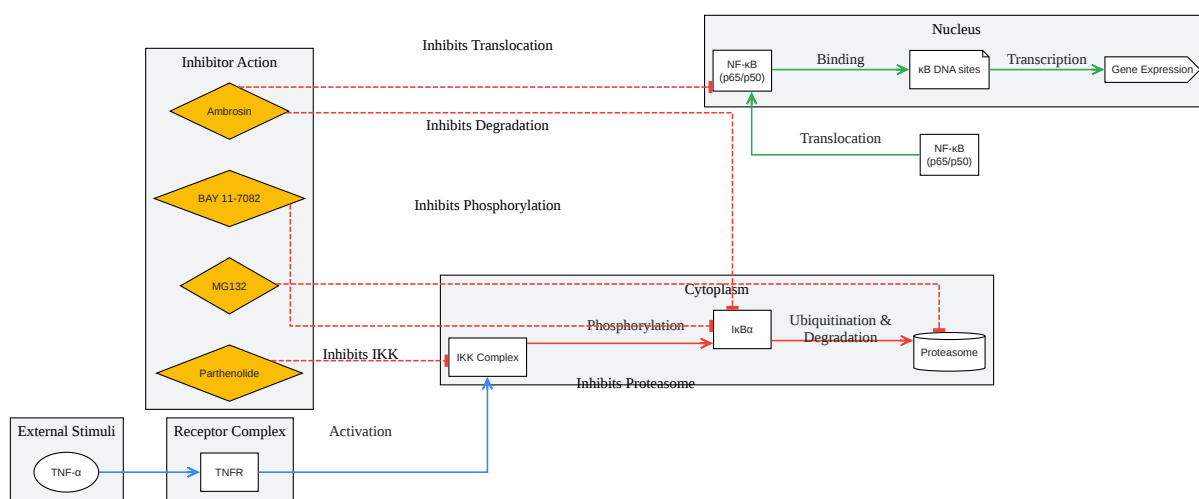 Nucleus
Inhibits Translocation
NF-κB
(p65/p50)
Binding
κB DNA sites
Transcription
Gene Expression
Inhibitor Action
Ambrosin
Inhibits Degradation
Translocation
NF-κB
(p65/p50)
BAY 11-7082
Inhibits Phosphorylation
MG132
Cytoplasm
Phosphorylation
IκBα
Ubiquitination &
Degradation
Inhibits IKK
IKK Complex
Proteasome
Parthenolide
Inhibits Proteasome
External Stimuli
Receptor Complex
Activation
TNF-α
TNFR